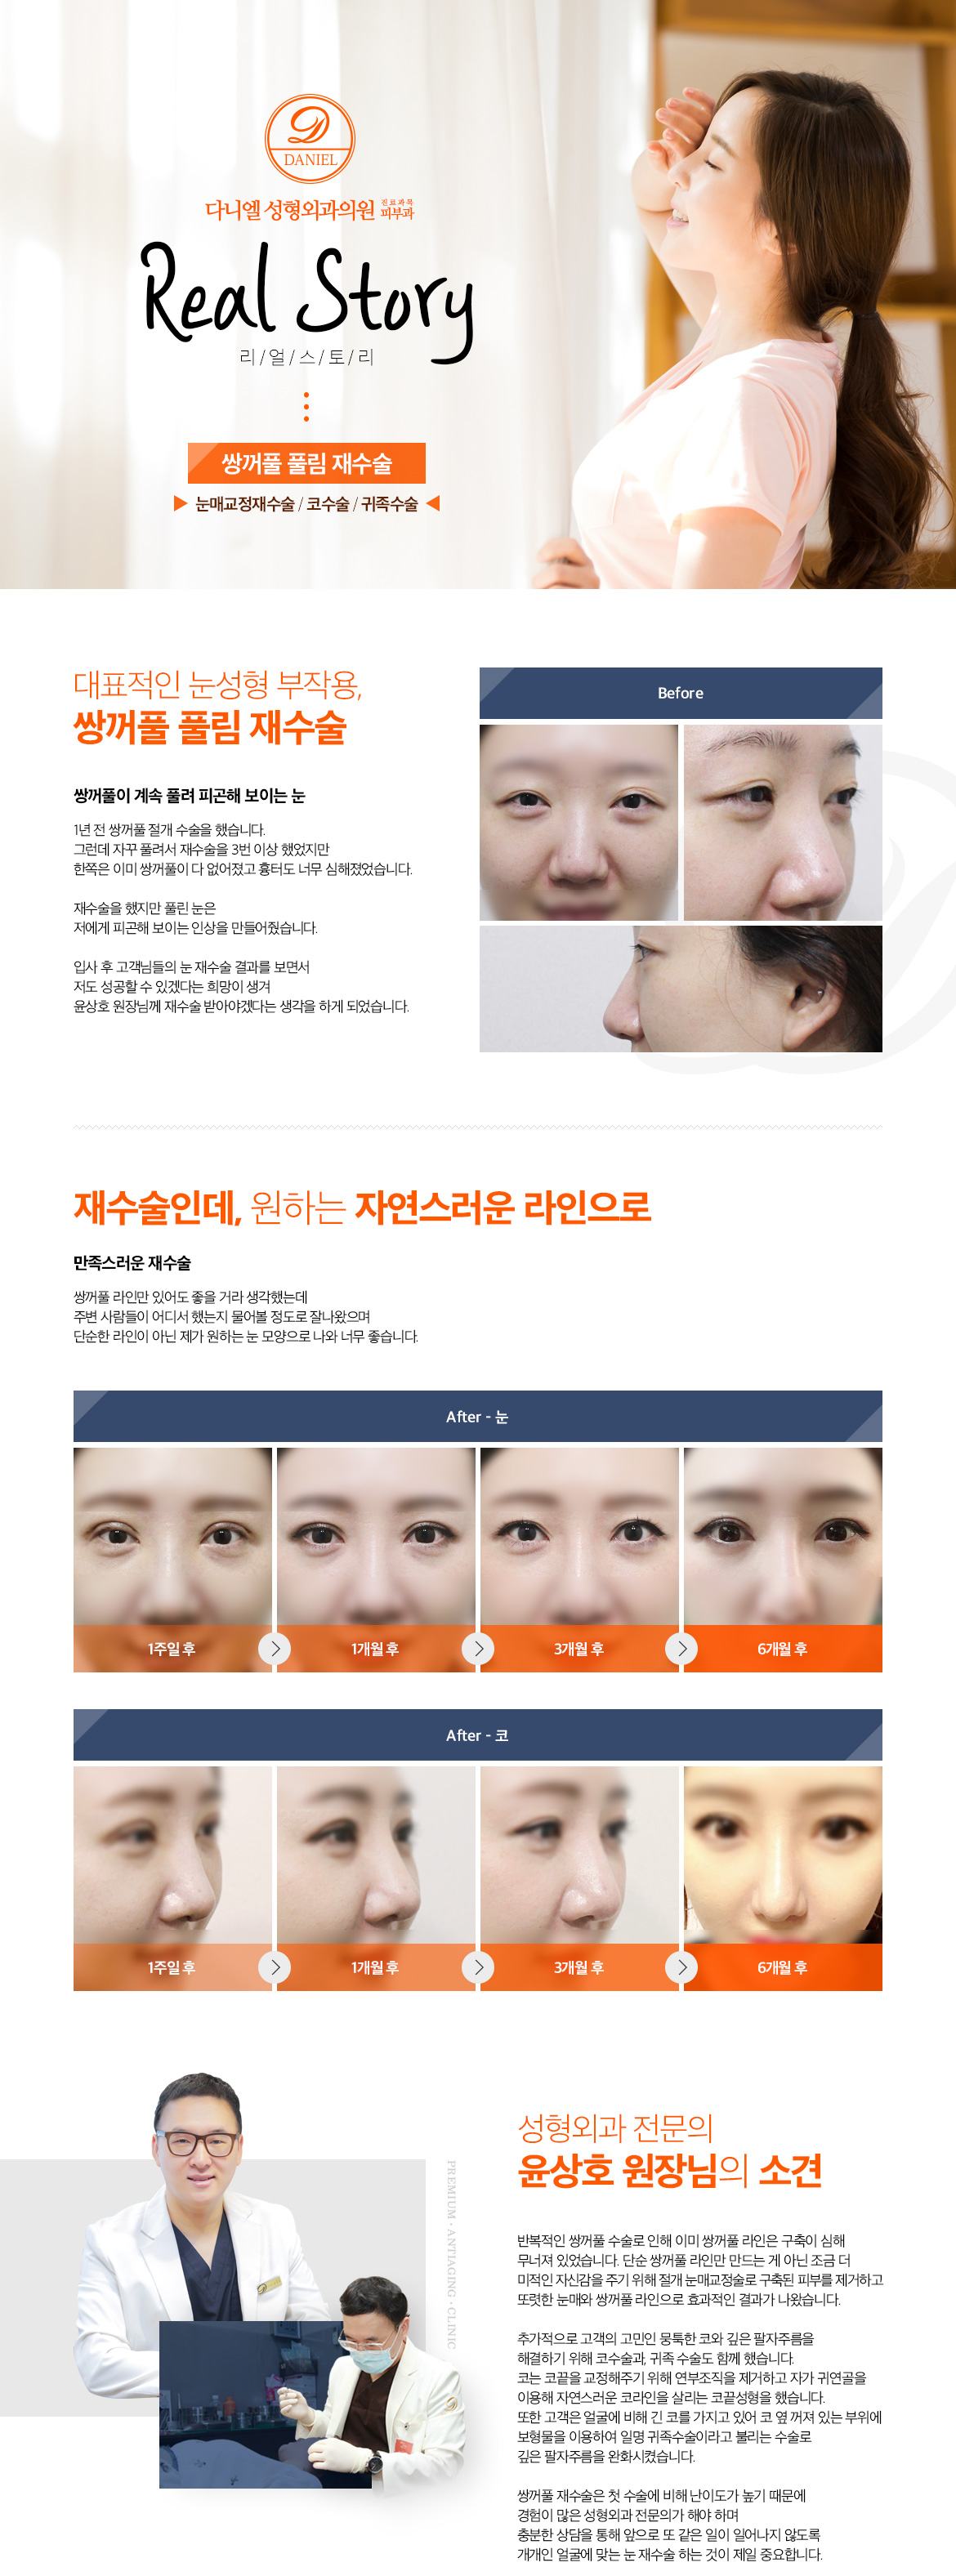 D
DANIEL
다니엘 성형외과의원 진료과목 피부과
Real Story
리/얼/스/토/리
쌍꺼풀 풀림 재수술
▶ 눈매교정재수술 / 코수술 / 귀족수술 ◀
대표적인 눈성형 부작용,
쌍꺼풀 풀림 재수술
쌍꺼풀이 계속 풀려 피곤해 보이는 눈
1년 전 쌍꺼풀 절개 수술을 했습니다.
그런데 자꾸 풀려서 재수술을 3번 이상 했었지만
한쪽은 이미 쌍꺼풀이 다 없어졌고 흉터도 너무 심해졌었습니다.
재수술을 했지만 풀린 눈은
저에게 피곤해 보이는 인상을 만들어줬습니다.
입사 후 고객님들의 눈 재수술 결과를 보면서
저도 성공할 수 있겠다는 희망이 생겨
윤상호 원장님께 재수술 받아야겠다는 생각을 하게 되었습니다.
Before
재수술인데, 원하는 자연스러운 라인으로
만족스러운 재수술
쌍꺼풀 라인만 있어도 좋을 거라 생각했는데
주변 사람들이 어디서 했는지 물어볼 정도로 잘나왔으며
단순한 라인이 아닌 제가 원하는 눈 모양으로 나와 너무 좋습니다.
After - 눈
1주일 후
1개월 후
3개월 후
6개월 후
After - 코
1주일 후
1개월 후
3개월 후
6개월 후
PREMIUM · ANTIAGING · CLINIC
성형외과 전문의
윤상호 원장님의 소견
반복적인 쌍꺼풀 수술로 인해 이미 쌍꺼풀 라인은 구축이 심해
무너져 있었습니다. 단순 쌍꺼풀 라인만 만드는 게 아닌 조금 더
미적인 자신감을 주기 위해 절개 눈매교정술로 구축된 피부를 제거하고
또렷한 눈매와 쌍꺼풀 라인으로 효과적인 결과가 나왔습니다.
추가적으로 고객의 고민인 뭉툭한 코와 깊은 팔자주름을
해결하기 위해 코수술과, 귀족 수술도 함께 했습니다.
코는 코끝을 교정해주기 위해 연부조직을 제거하고 자가 귀연골을
이용해 자연스러운 코라인을 살리는 코끝성형을 했습니다.
또한 고객은 얼굴에 비해 긴 코를 가지고 있어 코 옆 꺼져 있는 부위에
보형물을 이용하여 일명 귀족수술이라고 불리는 수술로
깊은 팔자주름을 완화시켰습니다.
쌍꺼풀 재수술은 첫 수술에 비해 난이도가 높기 때문에
경험이 많은 성형외과 전문의가 해야 하며
충분한 상담을 통해 앞으로 또 같은 일이 일어나지 않도록
개개인 얼굴에 맞는 눈 재수술 하는 것이 제일 중요합니다.